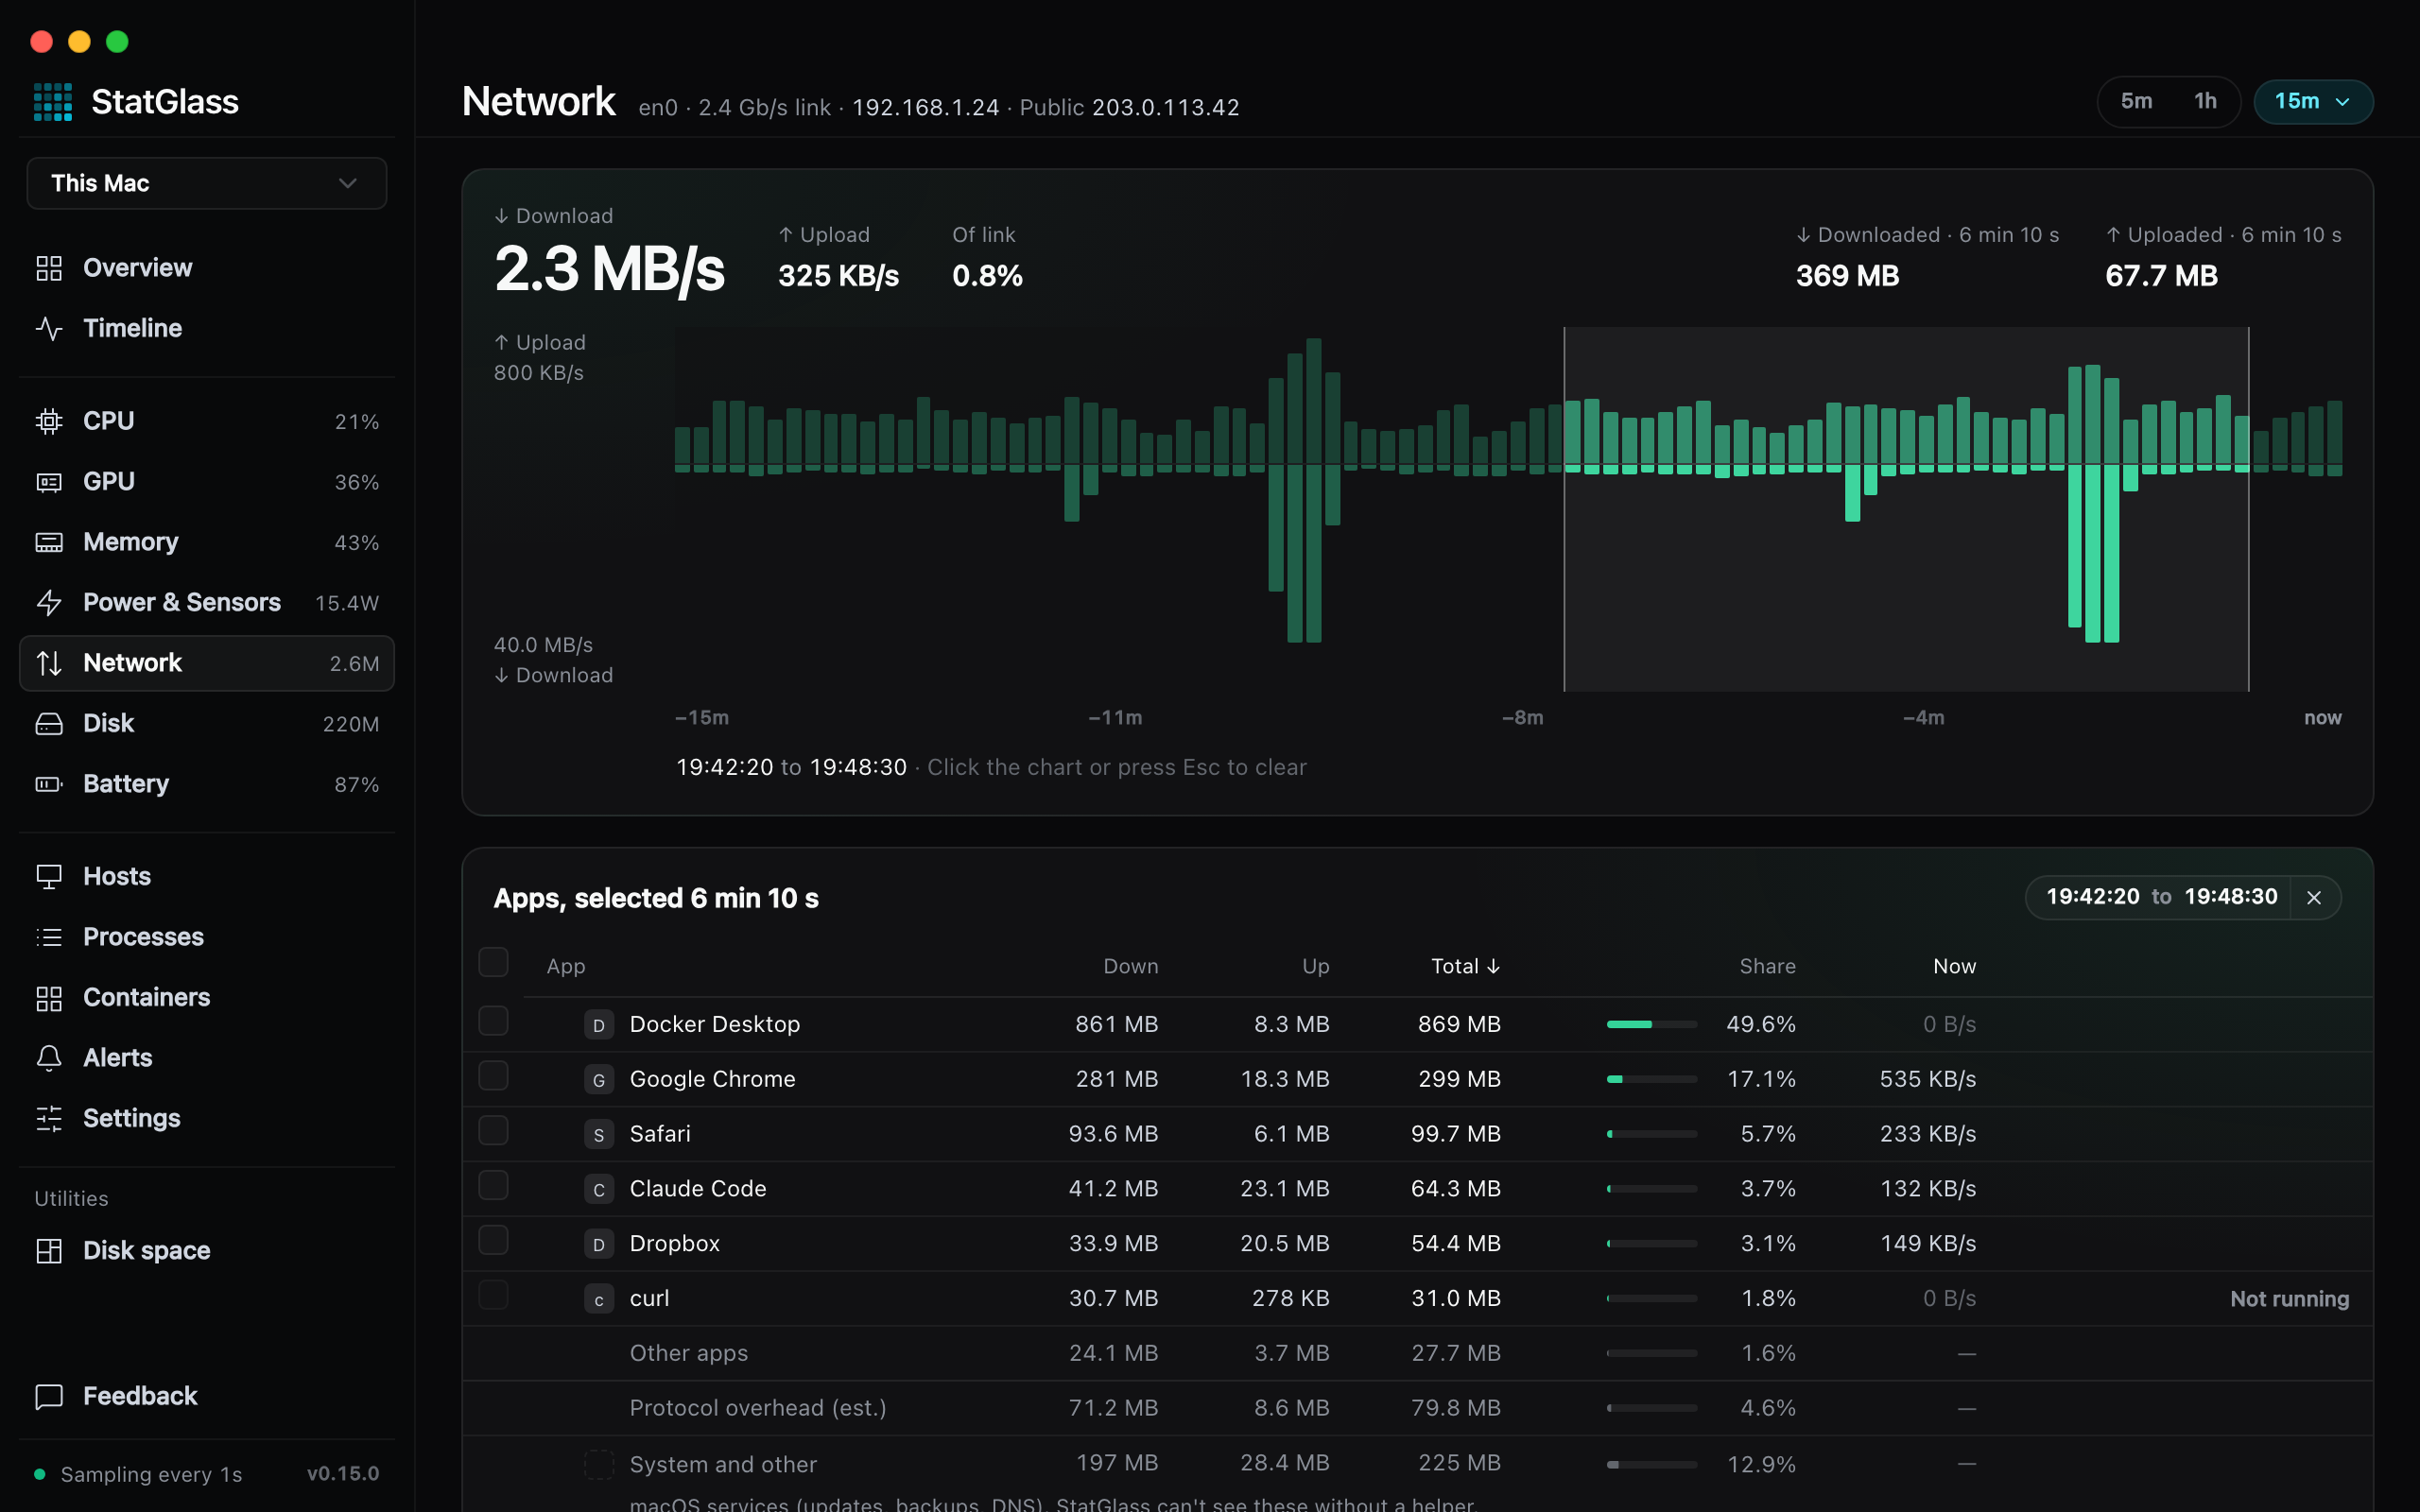 StatGlass
This Mac
Overview
Timeline
CPU 21%
GPU 36%
Memory 43%
Power & Sensors 15.4W
Network 2.6M
Disk 220M
Battery 87%
Hosts
Processes
Containers
Alerts
Settings
Utilities
Disk space
Feedback
Sampling every 1s v0.15.0
Network en0 · 2.4 Gb/s link · 192.168.1.24 · Public 203.0.113.42
5m 1h 15m
↓ Download
2.3 MB/s
↑ Upload
325 KB/s
Of link
0.8%
↓ Downloaded · 6 min 10 s
369 MB
↑ Uploaded · 6 min 10 s
67.7 MB
↑ Upload
800 KB/s
40.0 MB/s
↓ Download
−15m −11m −8m −4m now
19:42:20 to 19:48:30 · Click the chart or press Esc to clear
Apps, selected 6 min 10 s
19:42:20 to 19:48:30 ×
App Down Up Total ↓ Share Now
D Docker Desktop 861 MB 8.3 MB 869 MB 49.6% 0 B/s
G Google Chrome 281 MB 18.3 MB 299 MB 17.1% 535 KB/s
S Safari 93.6 MB 6.1 MB 99.7 MB 5.7% 233 KB/s
C Claude Code 41.2 MB 23.1 MB 64.3 MB 3.7% 132 KB/s
D Dropbox 33.9 MB 20.5 MB 54.4 MB 3.1% 149 KB/s
c curl 30.7 MB 278 KB 31.0 MB 1.8% 0 B/s Not running
Other apps 24.1 MB 3.7 MB 27.7 MB 1.6% —
Protocol overhead (est.) 71.2 MB 8.6 MB 79.8 MB 4.6% —
System and other 197 MB 28.4 MB 225 MB 12.9% —
macOS services (updates, backups, DNS). StatGlass can't see these without a helper.